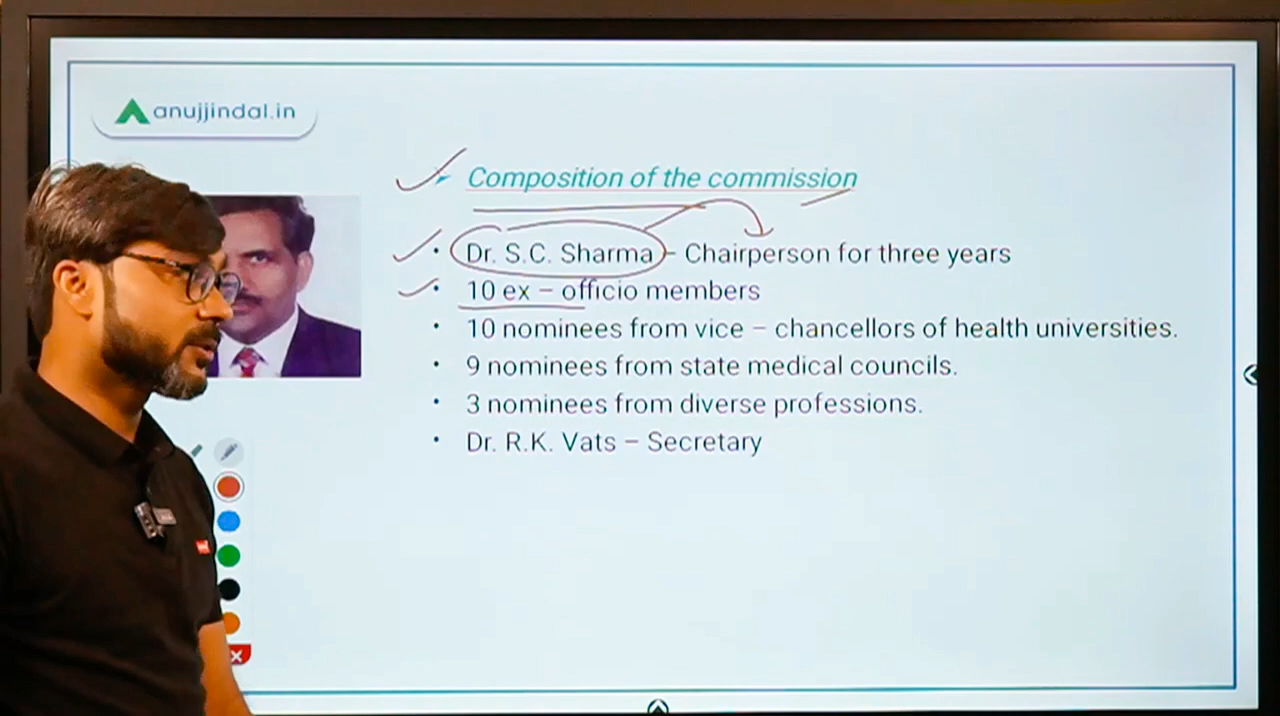 anujjindal.in
Composition of the commission
• Dr. S.C. Sharma – Chairperson for three years
• 10 ex – officio members
• 10 nominees from vice – chancellors of health universities.
• 9 nominees from state medical councils.
• 3 nominees from diverse professions.
• Dr. R.K. Vats – Secretary